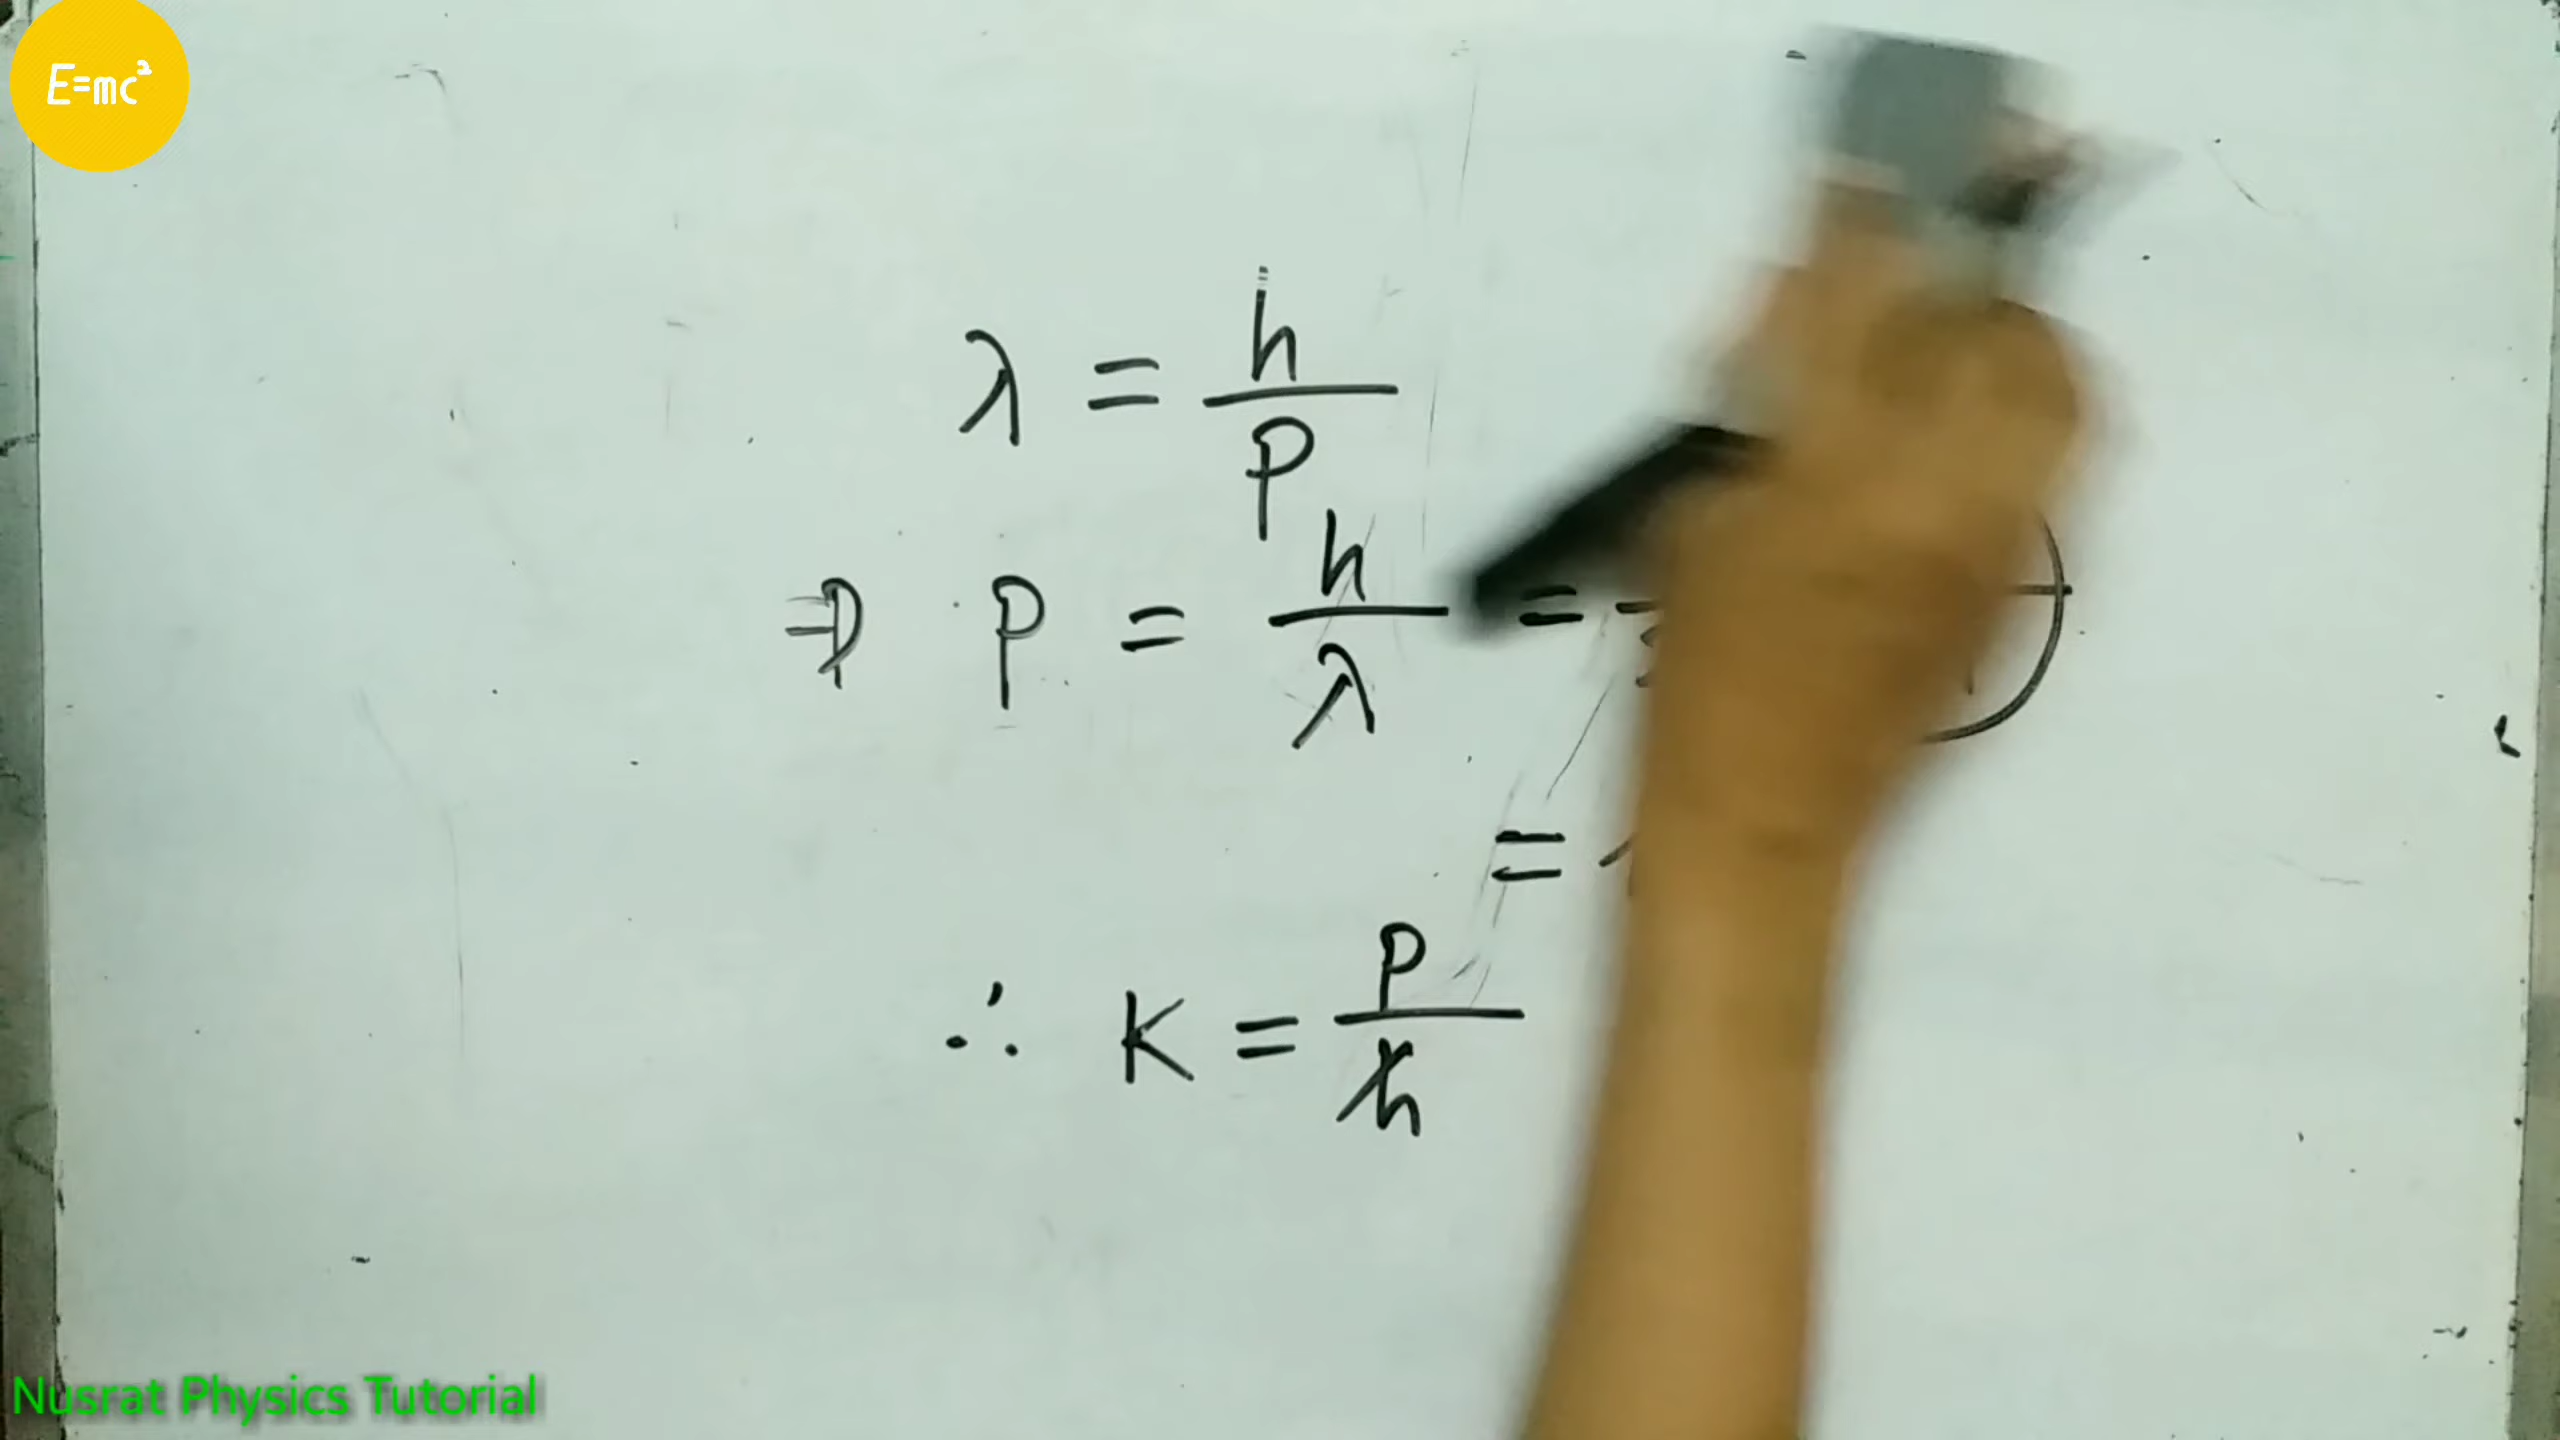 E=mc²
λ = h/P
⇒ P = h/λ =
=
∴ K = P/ħ
Nusrat Physics Tutorial